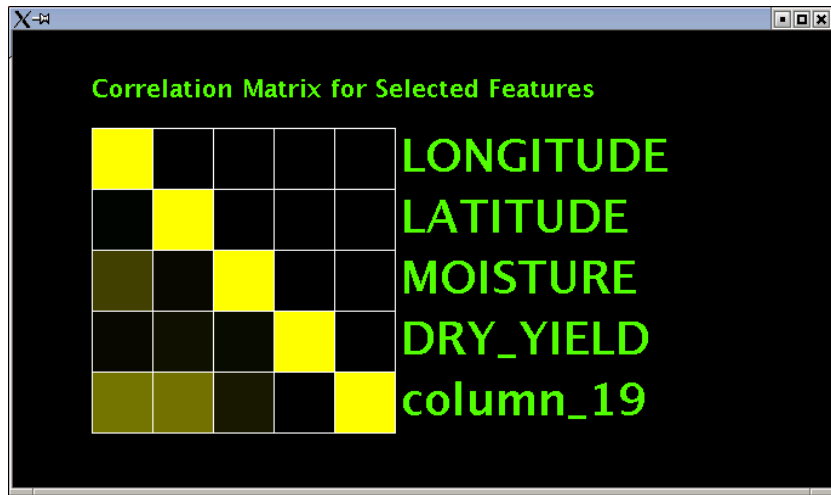 Correlation Matrix for Selected Features
LONGITUDE
LATITUDE
MOISTURE
DRY_YIELD
column_19